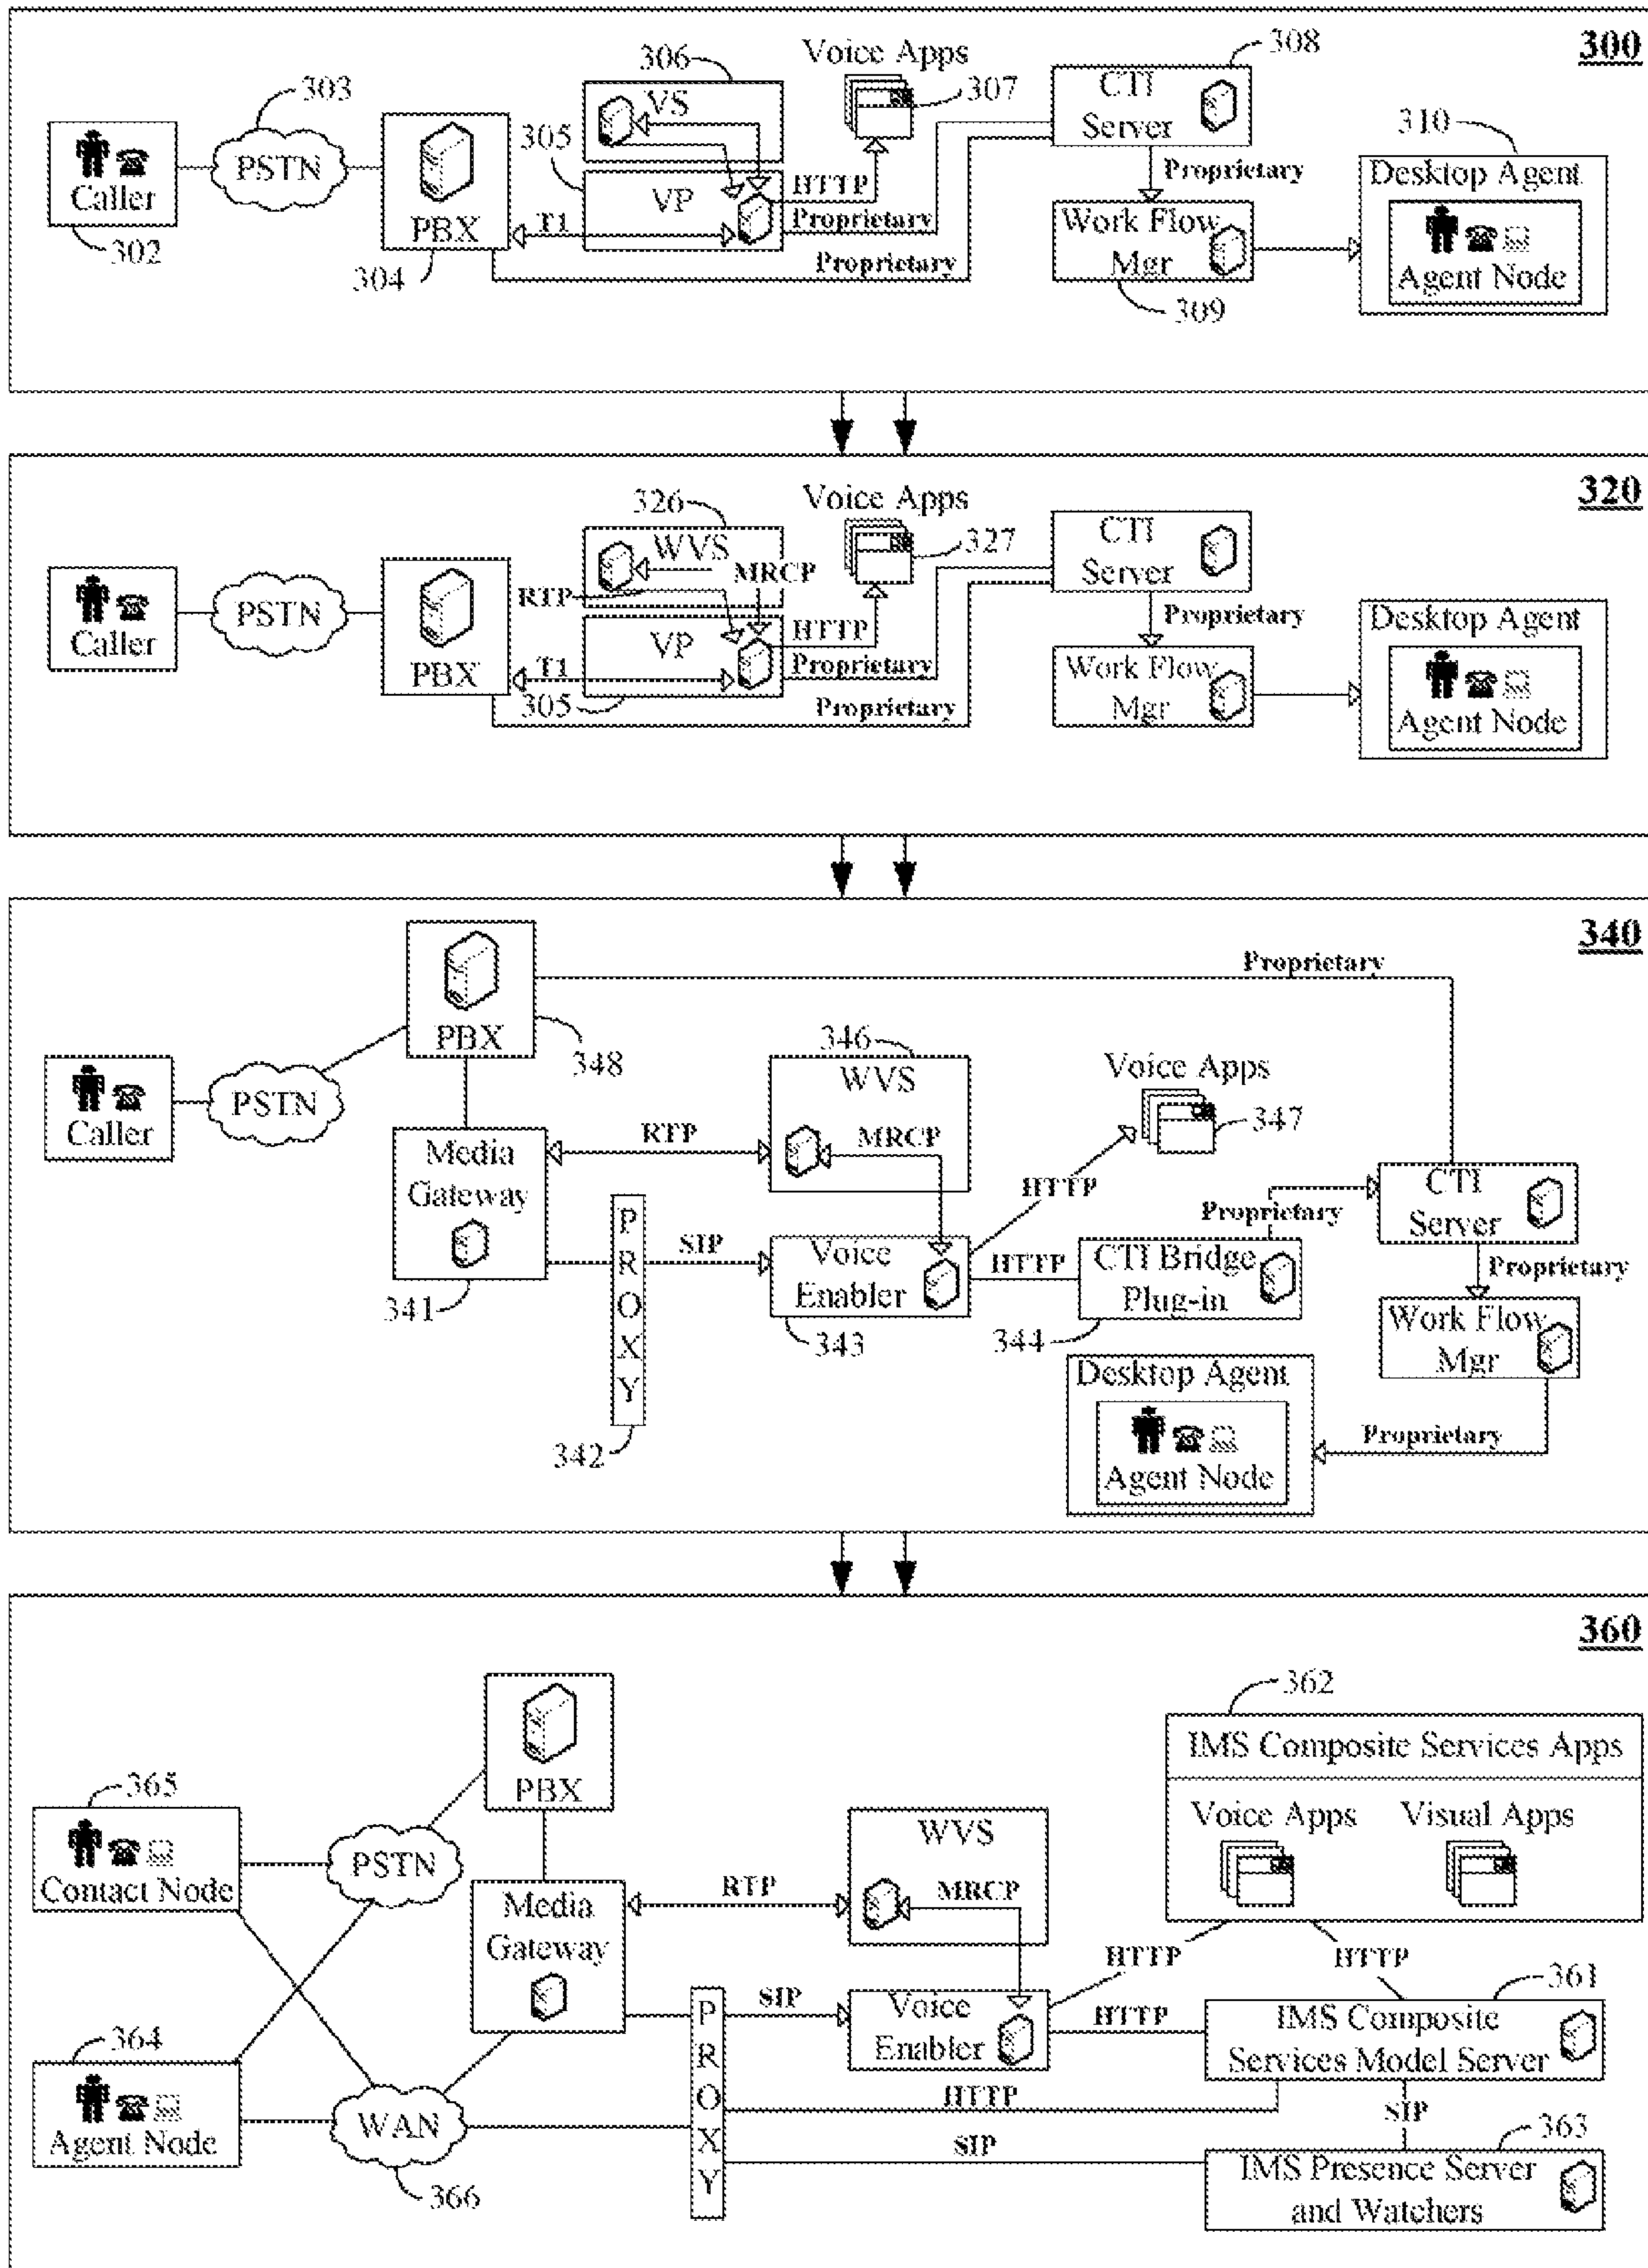 300
306
Voice Apps
308
303
VS
307
CTI
Server
310
305
PSTN
Proprietary
Desktop Agent
Caller
VP
HTTP
PBX
T1
Proprietary
Work Flow
Mgr
302
304
Proprietary
309
Agent Node
320
326
Voice Apps
WVS
327
CTI
Server
MRCP
RTP
PSTN
Proprietary
Desktop Agent
Caller
VP
HTTP
PBX
T1
Proprietary
Work Flow
Mgr
305
Proprietary
Agent Node
340
Proprietary
PBX
348
346
WVS
Voice Apps
347
PSTN
Caller
Media
Gateway
RTP
MRCP
HTTP
CTI
Server
Proprietary
P
R
O
X
Y
SIP
Voice
Enabler
HTTP
CTI Bridge
Plug-in
Proprietary
341
343
344
Work Flow
Mgr
342
Desktop Agent
Proprietary
Agent Node
360
362
IMS Composite Services Apps
PBX
365
Voice Apps
Visual Apps
PSTN
WVS
Contact Node
RTP
MRCP
Media
Gateway
HTTP
HTTP
361
P
R
O
X
Y
SIP
Voice
Enabler
HTTP
IMS Composite
Services Model Server
364
HTTP
SIP
WAN
Agent Node
SIP
363
366
IMS Presence Server
and Watchers